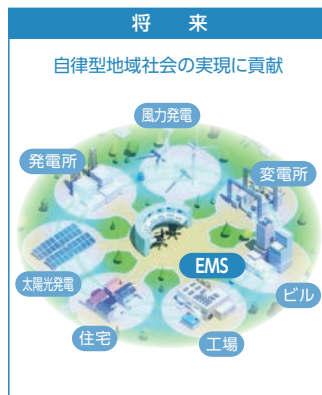 将 来
自律型地域社会の実現に貢献
風力発電
発電所
変電所
EMS
太陽光発電
ビル
住宅
工場